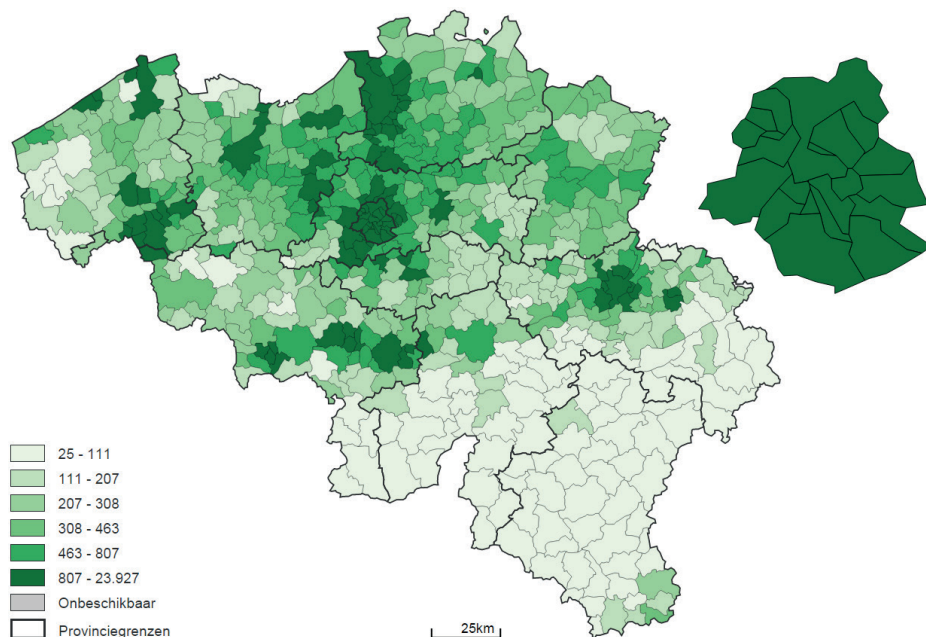 25 - 111
111 - 207
207 - 308
308 - 463
463 - 807
807 - 23.927
Onbeschikbaar
Provinciegrenzen
25km